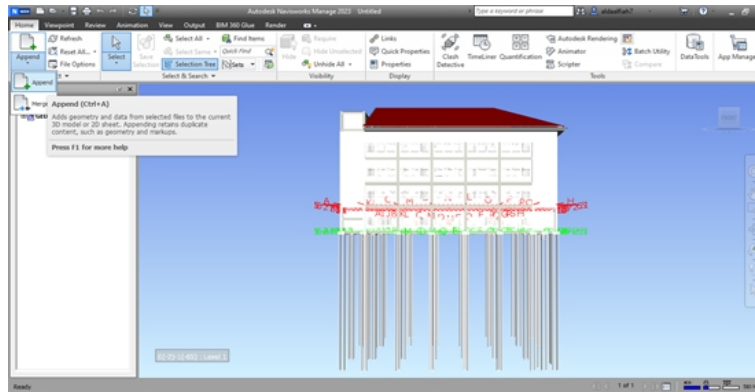 Autodesk Navisworks Manage 2023 Untitled
Type a keyword or phrase
Home Viewpoint Review Animation View Output BIM 360 Glue Render
Append
Refresh
Reset All...
File Options
Select
Save Selection
Select All
Select Same
Selection Tree
Find Items
Quick Find
Sets
Select & Search
Hide
Require
Hide Unselected
Unhide All
Visibility
Links
Quick Properties
Properties
Display
Clash Detective
TimeLiner
Quantification
Autodesk Rendering
Animator
Scripter
Batch Utility
Compare
Tools
DataTools
App Manage
Append
Merge
Append (Ctrl+A)
Adds geometry and data from selected files to the current
3D model or 2D sheet. Appending retains duplicate
content, such as geometry and markups.
Press F1 for more help
Ready
1 of 1